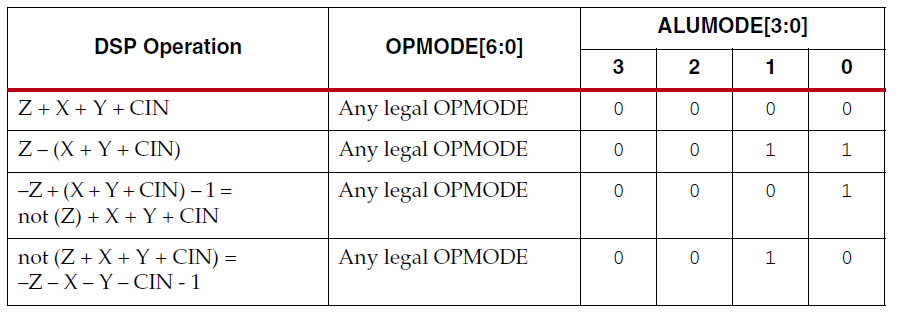 DSP Operation OPMODE[6:0] ALUMODE[3:0]
3 2 1 0
Z + X + Y + CIN Any legal OPMODE 0 0 0 0
Z – (X + Y + CIN) Any legal OPMODE 0 0 1 1
–Z + (X + Y + CIN) – 1 = Any legal OPMODE 0 0 0 1
not (Z) + X + Y + CIN
not (Z + X + Y + CIN) = Any legal OPMODE 0 0 1 0
–Z – X – Y – CIN - 1